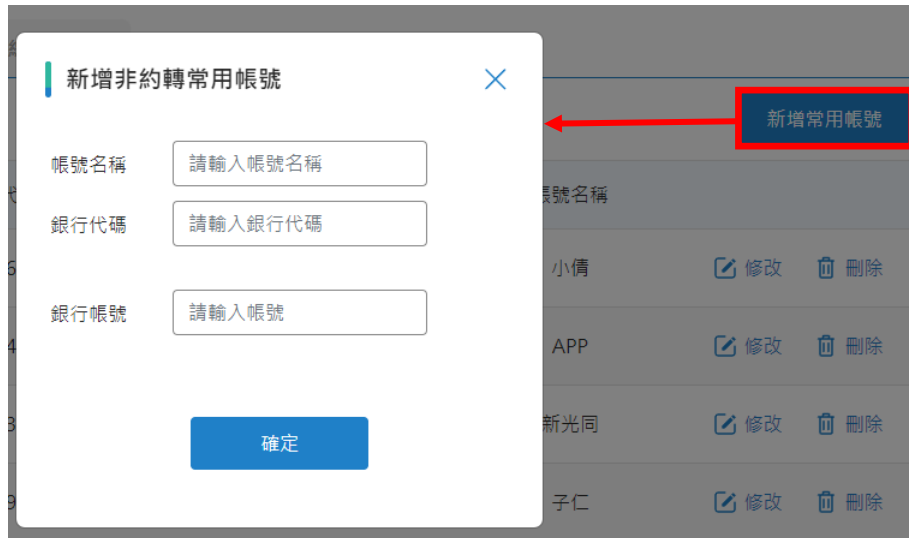 新增非約轉常用帳號
新增常用帳號
帳號名稱 請輸入帳號名稱
帳號名稱
銀行代碼 請輸入銀行代碼
小倩 修改 刪除
銀行帳號 請輸入帳號
APP 修改 刪除
新光同 修改 刪除
確定
子仁 修改 刪除